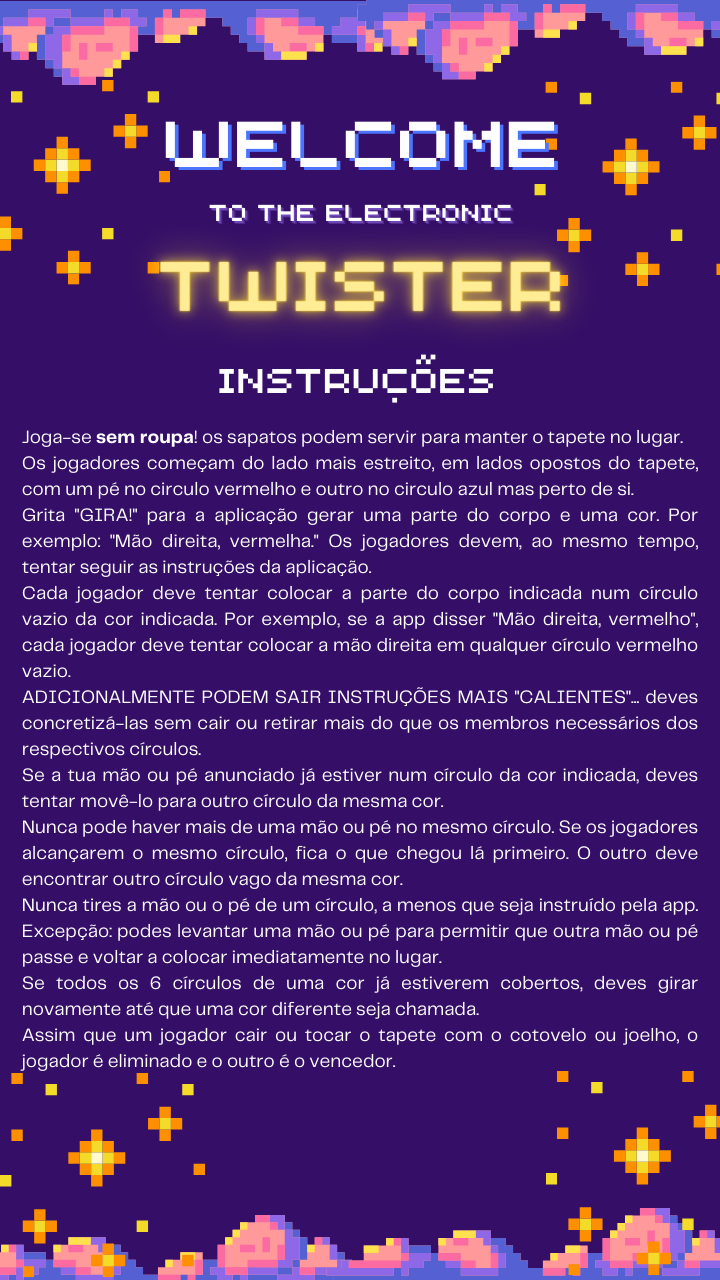 WELCOME
TO THE ELECTRONIC
TWISTER
INSTRUÇÕES
Joga-se sem roupa! os sapatos podem servir para manter o tapete no lugar.
Os jogadores começam do lado mais estreito, em lados opostos do tapete,
com um pé no circulo vermelho e outro no circulo azul mas perto de si.
Grita "GIRA!" para a aplicação gerar uma parte do corpo e uma cor. Por
exemplo: "Mão direita, vermelha." Os jogadores devem, ao mesmo tempo,
tentar seguir as instruções da aplicação.
Cada jogador deve tentar colocar a parte do corpo indicada num círculo
vazio da cor indicada. Por exemplo, se a app disser "Mão direita, vermelho",
cada jogador deve tentar colocar a mão direita em qualquer círculo vermelho
vazio.
ADICIONALMENTE PODEM SAIR INSTRUÇÕES MAIS "CALIENTES"... deves
concretizá-las sem cair ou retirar mais do que os membros necessários dos
respectivos círculos.
Se a tua mão ou pé anunciado já estiver num círculo da cor indicada, deves
tentar movê-lo para outro círculo da mesma cor.
Nunca pode haver mais de uma mão ou pé no mesmo círculo. Se os jogadores
alcançarem o mesmo círculo, fica o que chegou lá primeiro. O outro deve
encontrar outro círculo vago da mesma cor.
Nunca tires a mão ou o pé de um círculo, a menos que seja instruído pela app.
Excepção: podes levantar uma mão ou pé para permitir que outra mão ou pé
passe e voltar a colocar imediatamente no lugar.
Se todos os 6 círculos de uma cor já estiverem cobertos, deves girar
novamente até que uma cor diferente seja chamada.
Assim que um jogador cair ou tocar o tapete com o cotovelo ou joelho, o
jogador é eliminado e o outro é o vencedor.